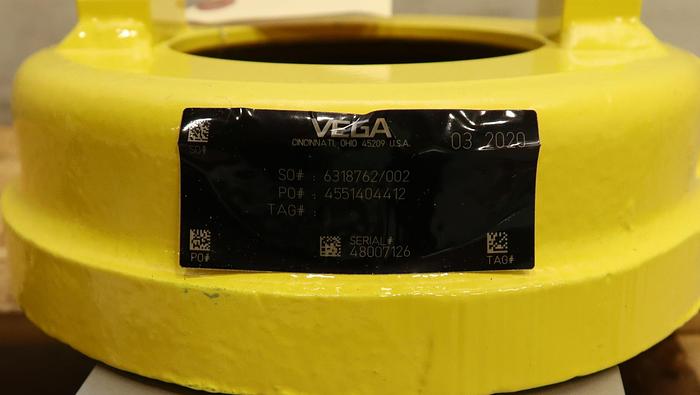 VEGA
CINCINNATI, OHIO 45209 U.S.A.
03 2020
SO#
SO# : 6318762/002
PO# : 4551404412
TAG# :
PO#
SERIAL#
48007126
TAG#